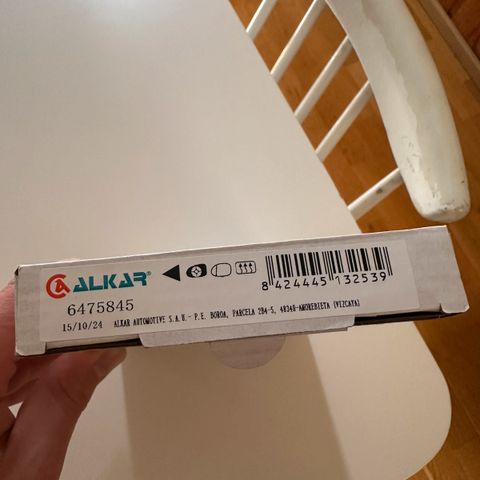 ALKAR®
8 424445 132539
6475845
15/10/24 ALKAR AUTOMOTIVE S.A.U.- P.E. BOROA, PARCELA 2B4-5, 48340-AMOREBIETA (VIZCAYA)